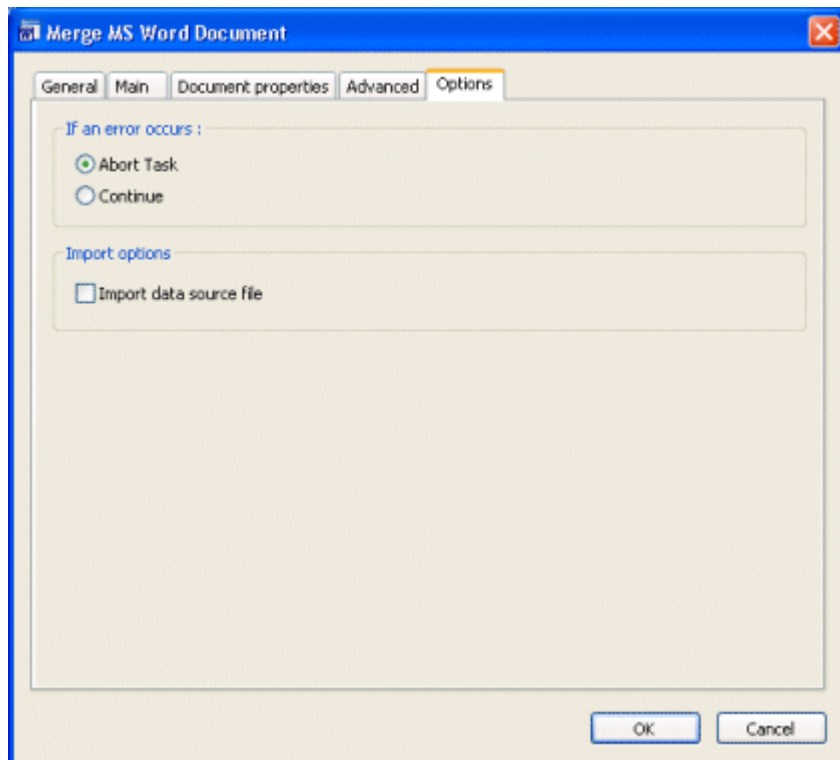 Merge MS Word Document
General Main Document properties Advanced Options
If an error occurs :
Abort Task
Continue
Import options
Import data source file
OK Cancel